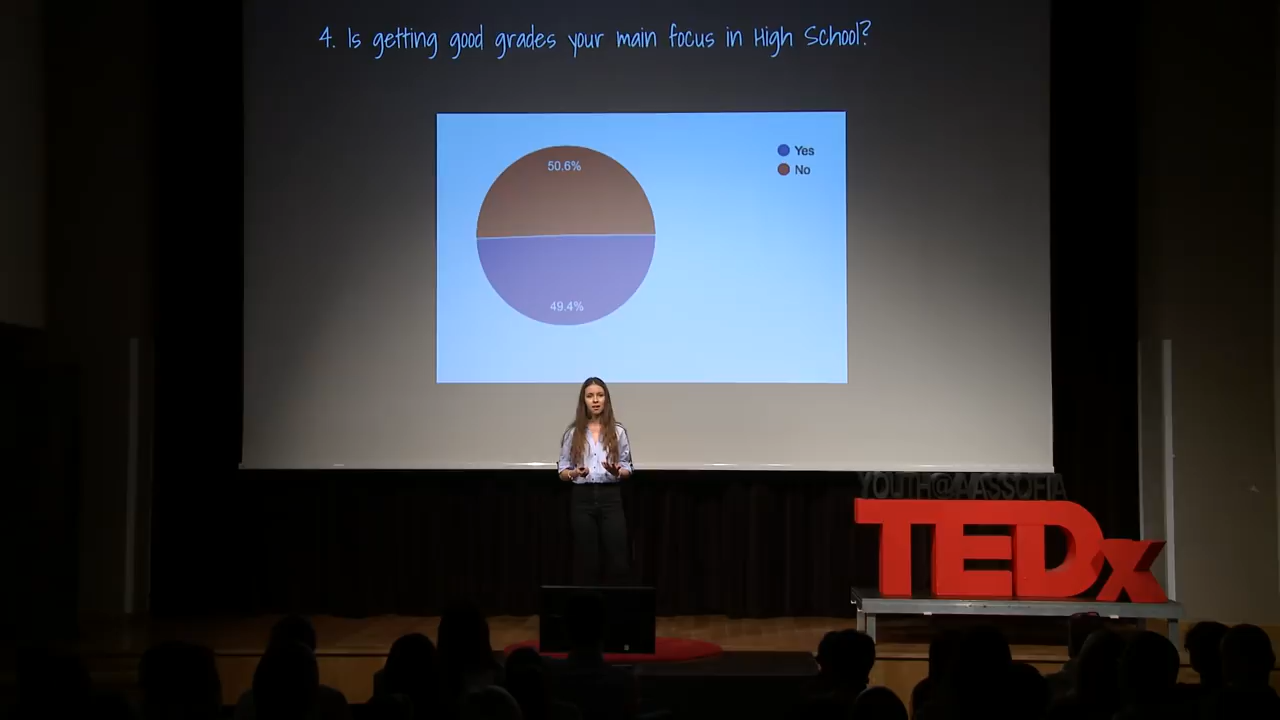 4. Is getting good grades your main focus in High School?
50.6%
Yes
No
49.4%
YOUTH@AASSOFIA
TEDx